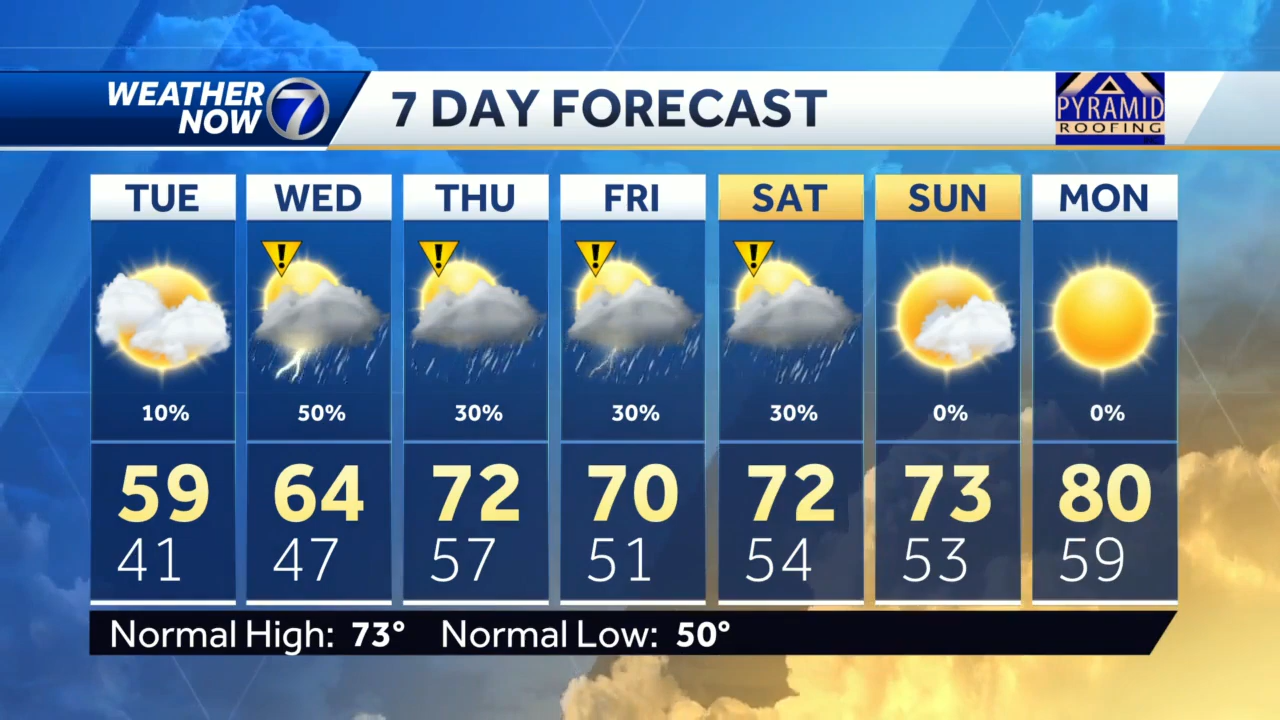 WEATHER
NOW
7
7 DAY FORECAST
PYRAMID
ROOFING
TUE WED THU FRI SAT SUN MON
! ! ! !
10% 50% 30% 30% 30% 0% 0%
59 64 72 70 72 73 80
41 47 57 51 54 53 59
Normal High: 73° Normal Low: 50°